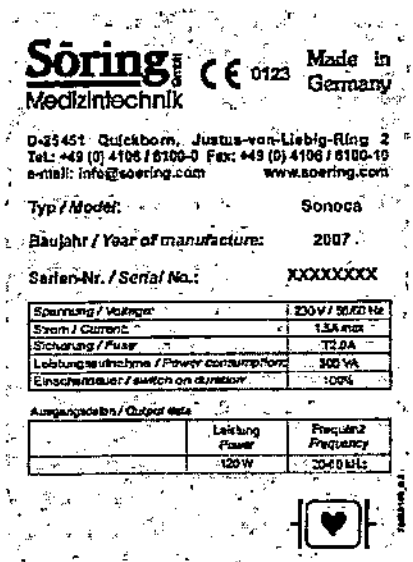 Söring GmbH
CE 0123
Made in Germany
Medizintechnik
D-25451 Quickborn, Justus-von-Liebig-Ring 2
Tel.: +49 (0) 4106 / 6100-0 Fax: +49 (0) 4106 / 6100-10
e-mail: info@soering.com www.soering.com
Typ / Model: Sonoca
Baujahr / Year of manufacture: 2007
Serien-Nr. / Serial No.: XXXXXXXX
Spannung / Voltage: 230 V / 50/60 Hz
Strom / Current: 1.5A max
Sicherung / Fuse T2.0A
Leistungsaufnahme / Power consumption: 300 VA
Einschaltdauer / switch on duration 100%
Ausgangsdaten / Output data
Leistung Frequenz
Power Frequency
120 W 20-60 kHz